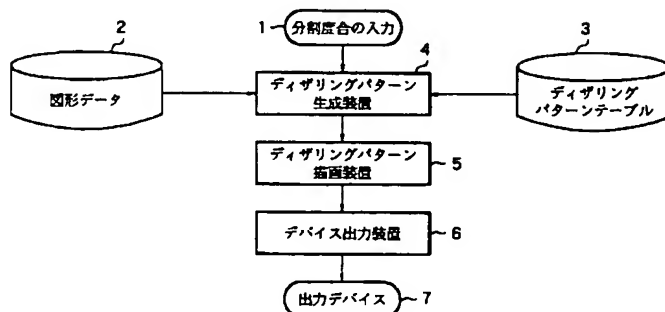 1
分割度合の入力
2
図形データ
3
ディザリング
パターンテーブル
4
ディザリングパターン
生成装置
ディザリングパターン
描画装置
5
デバイス出力装置
6
出力デバイス
7